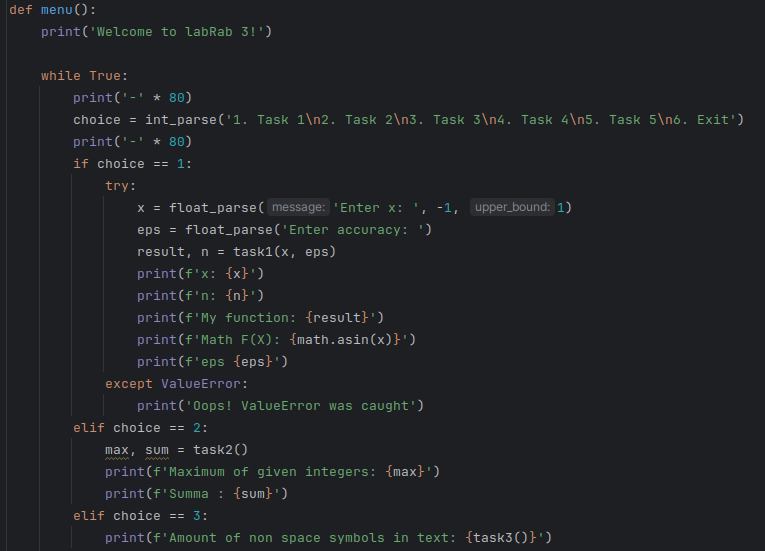 def menu():
    print('Welcome to labRab 3!')

    while True:
        print('-' * 80)
        choice = int_parse('1. Task 1\n2. Task 2\n3. Task 3\n4. Task 4\n5. Task 5\n6. Exit')
        print('-' * 80)
        if choice == 1:
            try:
                x = float_parse( message: 'Enter x: ', -1,  upper_bound: 1)
                eps = float_parse('Enter accuracy: ')
                result, n = task1(x, eps)
                print(f'x: {x}')
                print(f'n: {n}')
                print(f'My function: {result}')
                print(f'Math F(X): {math.asin(x)}')
                print(f'eps {eps}')
            except ValueError:
                print('Oops! ValueError was caught')
        elif choice == 2:
            max, sum = task2()
            print(f'Maximum of given integers: {max}')
            print(f'Summa : {sum}')
        elif choice == 3:
            print(f'Amount of non space symbols in text: {task3()}')